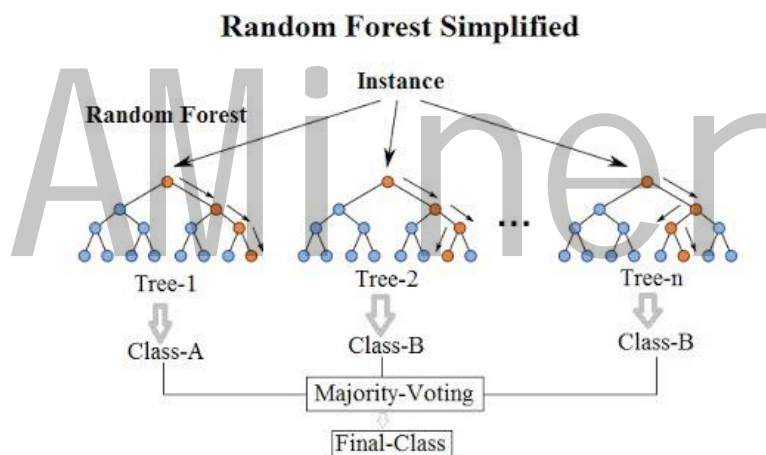 Random Forest Simplified
Instance
Random Forest
AMiner
...
Tree-1 Tree-2 Tree-n
Class-A Class-B Class-B
Majority-Voting
Final-Class